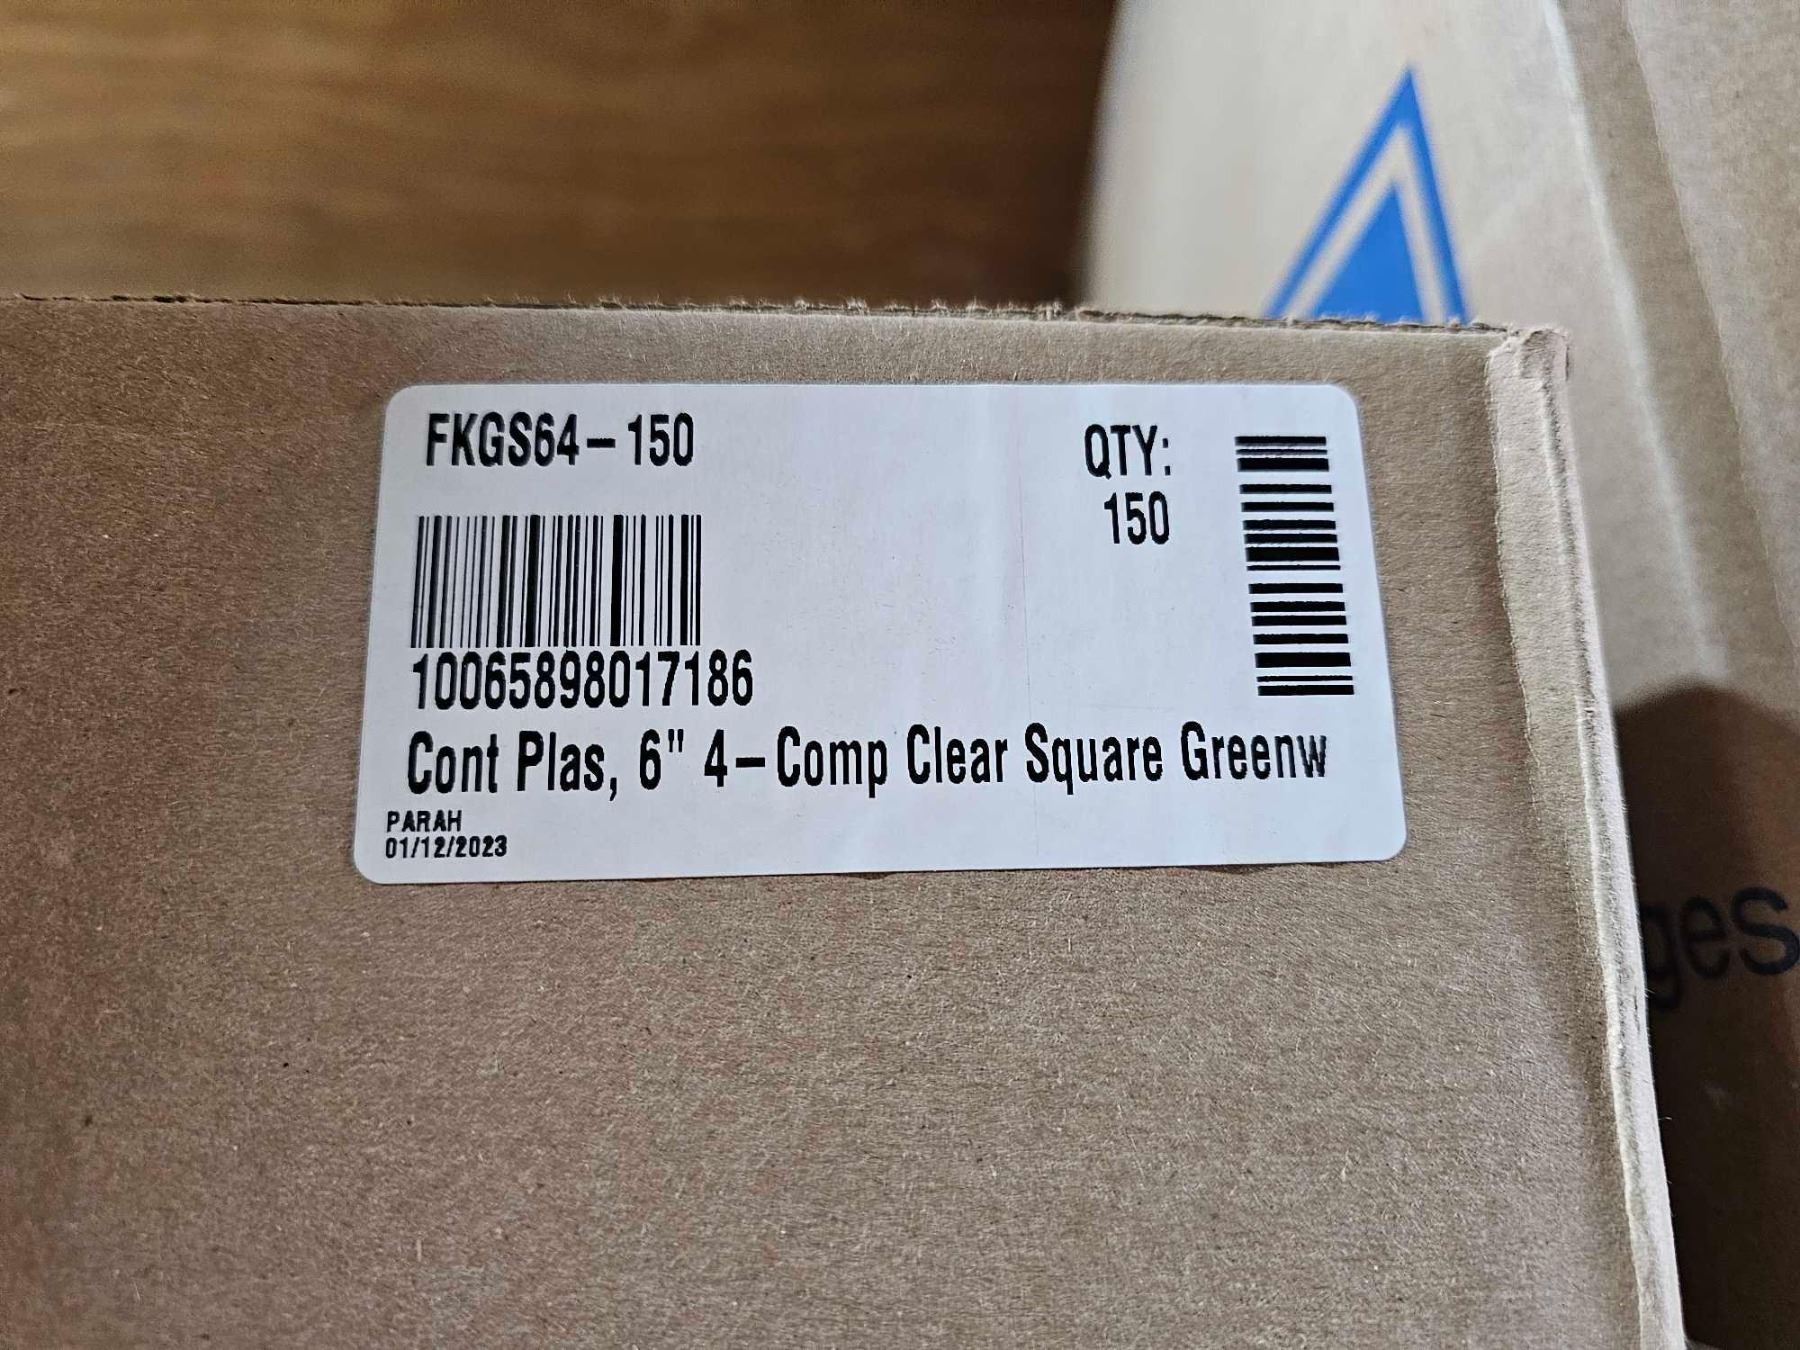 FKGS64-150
QTY:
150
10065898017186
Cont Plas, 6" 4-Comp Clear Square Greenw
PARAH
01/12/2023
ges